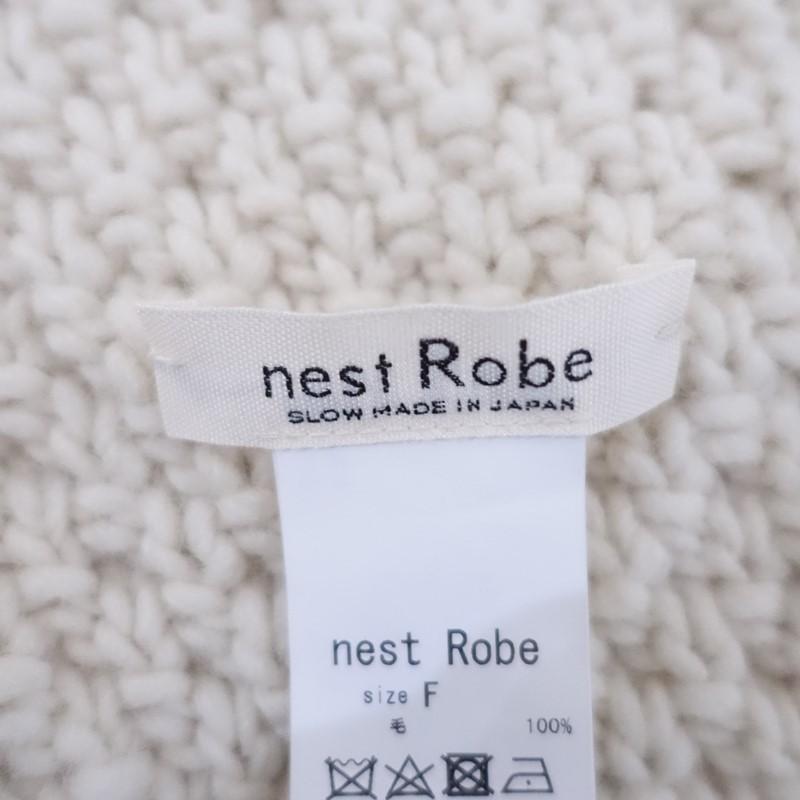 nest Robe
SLOW MADE IN JAPAN
nest Robe
size F
毛 100%